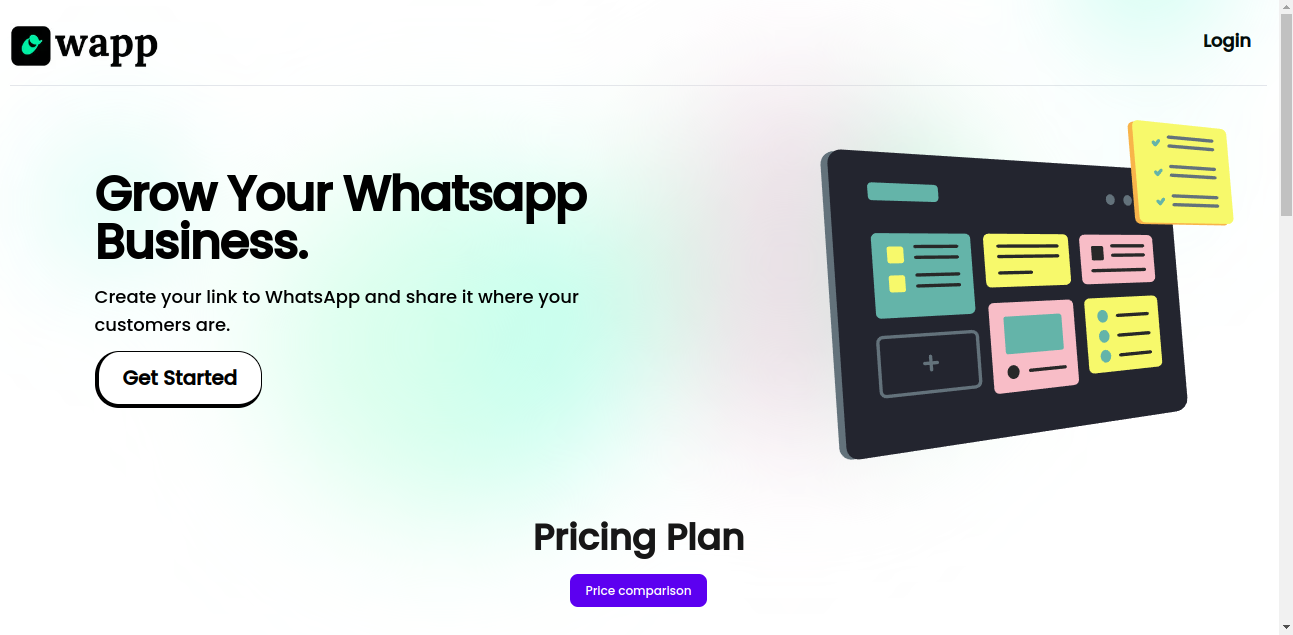 wapp
Login
Grow Your Whatsapp
Business.
Create your link to WhatsApp and share it where your
customers are.
Get Started
Pricing Plan
Price comparison